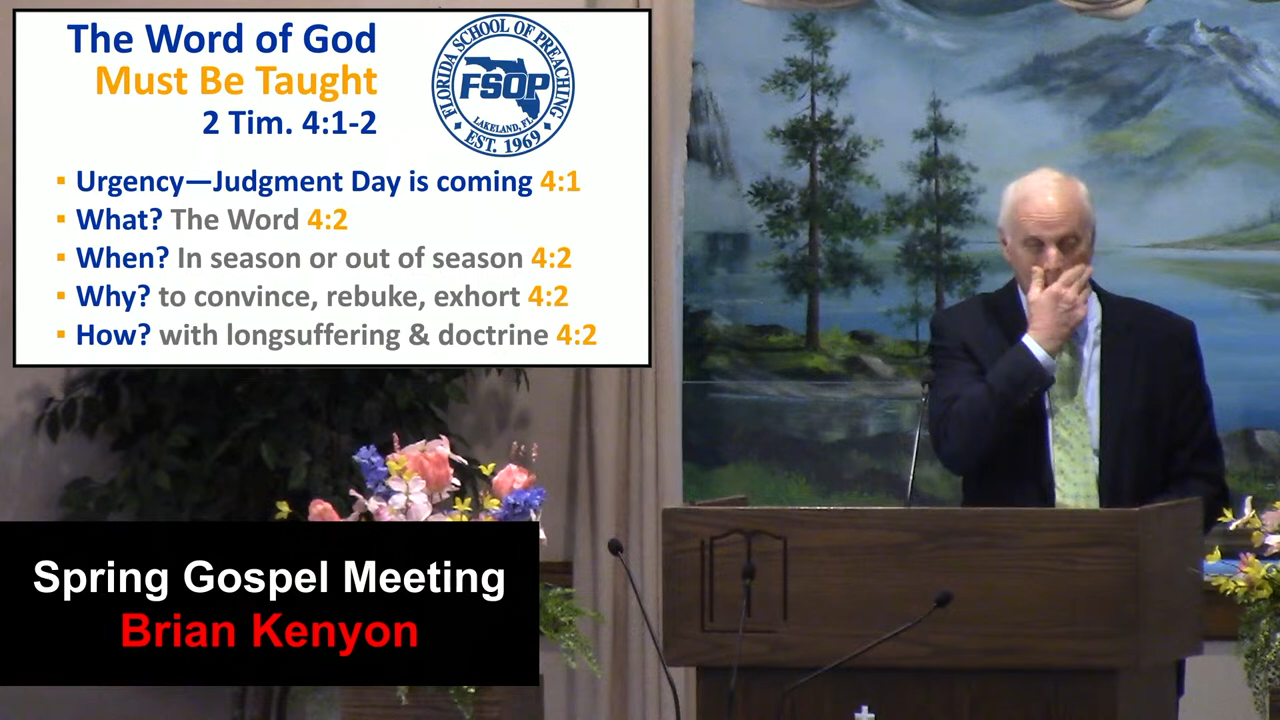 The Word of God
Must Be Taught
2 Tim. 4:1-2
FLORIDA SCHOOL OF PREACHING
FSOP
LAKELAND, FL
EST. 1969
▪ Urgency—Judgment Day is coming 4:1
▪ What? The Word 4:2
▪ When? In season or out of season 4:2
▪ Why? to convince, rebuke, exhort 4:2
▪ How? with longsuffering & doctrine 4:2
Spring Gospel Meeting
Brian Kenyon